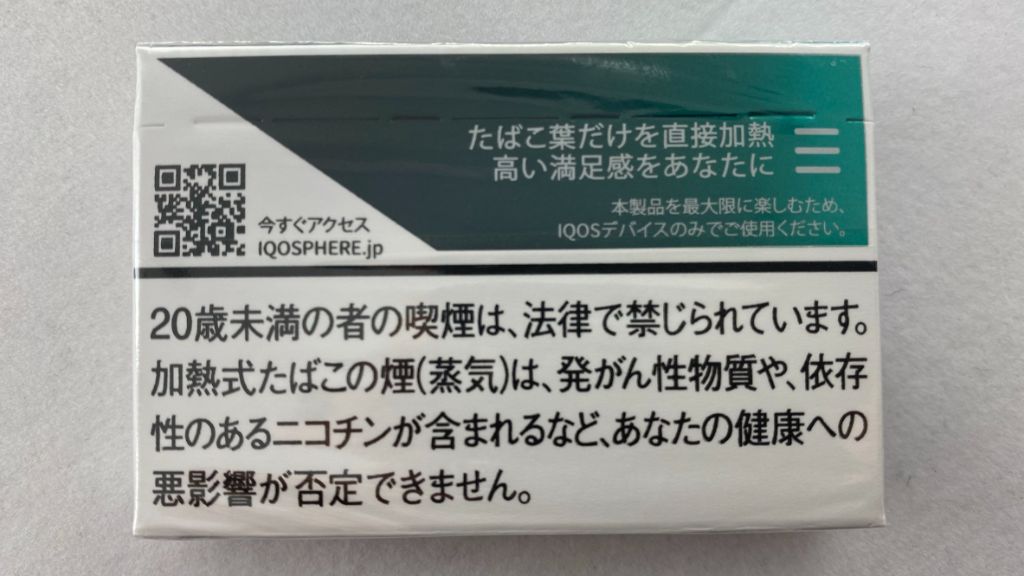 たばこ葉だけを直接加熱
高い満足感をあなたに
本製品を最大限に楽しむため、
IQOSデバイスのみでご使用ください。
今すぐアクセス
IQOSPHERE.jp
20歳未満の者の喫煙は、法律で禁じられています。
加熱式たばこの煙(蒸気)は、発がん性物質や、依存
性のあるニコチンが含まれるなど、あなたの健康への
悪影響が否定できません。